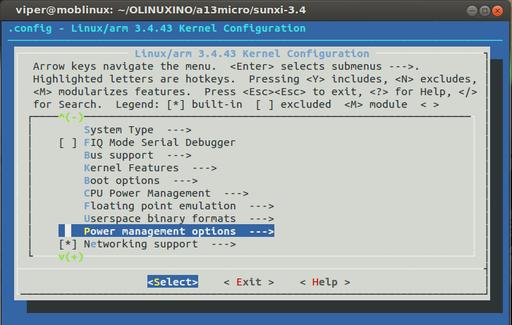 viper@moblinux: ~/OLINUXINO/a13micro/sunxi-3.4
.config - Linux/arm 3.4.43 Kernel Configuration
Linux/arm 3.4.43 Kernel Configuration
Arrow keys navigate the menu.  <Enter> selects submenus --->.
Highlighted letters are hotkeys.  Pressing <Y> includes, <N> excludes,
<M> modularizes features.  Press <Esc><Esc> to exit, <?> for Help, </>
for Search.  Legend: [*] built-in  [ ] excluded  <M> module  < >
^(-)
System Type  --->
[ ] FIQ Mode Serial Debugger
Bus support  --->
Kernel Features  --->
Boot options  --->
CPU Power Management  --->
Floating point emulation  --->
Userspace binary formats  --->
Power management options  --->
[*] Networking support  --->
v(+)
<Select>    < Exit >    < Help >